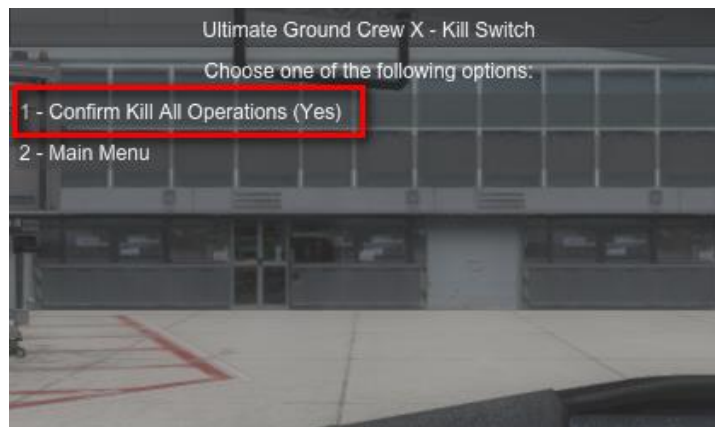 Ultimate Ground Crew X - Kill Switch
Choose one of the following options:
1 - Confirm Kill All Operations (Yes)
2 - Main Menu